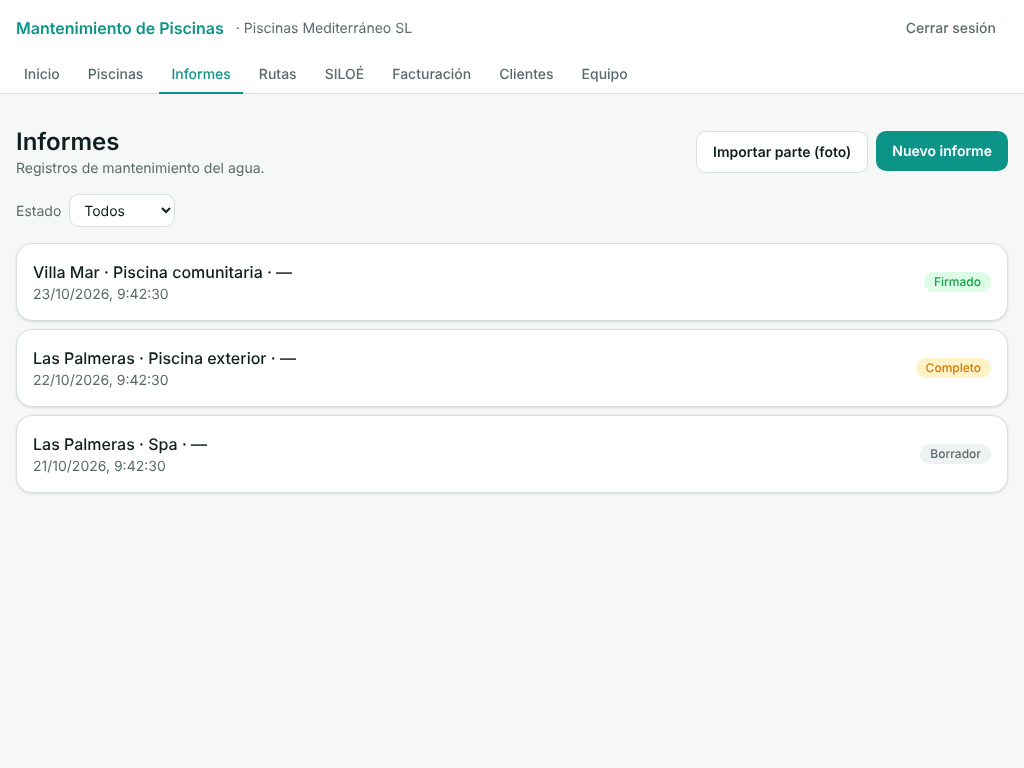 Mantenimiento de Piscinas · Piscinas Mediterráneo SL Cerrar sesión
Inicio Piscinas Informes Rutas SILOÉ Facturación Clientes Equipo
Informes
Registros de mantenimiento del agua.
Importar parte (foto) Nuevo informe
Estado Todos
Villa Mar · Piscina comunitaria · —
23/10/2026, 9:42:30
Firmado
Las Palmeras · Piscina exterior · —
22/10/2026, 9:42:30
Completo
Las Palmeras · Spa · —
21/10/2026, 9:42:30
Borrador